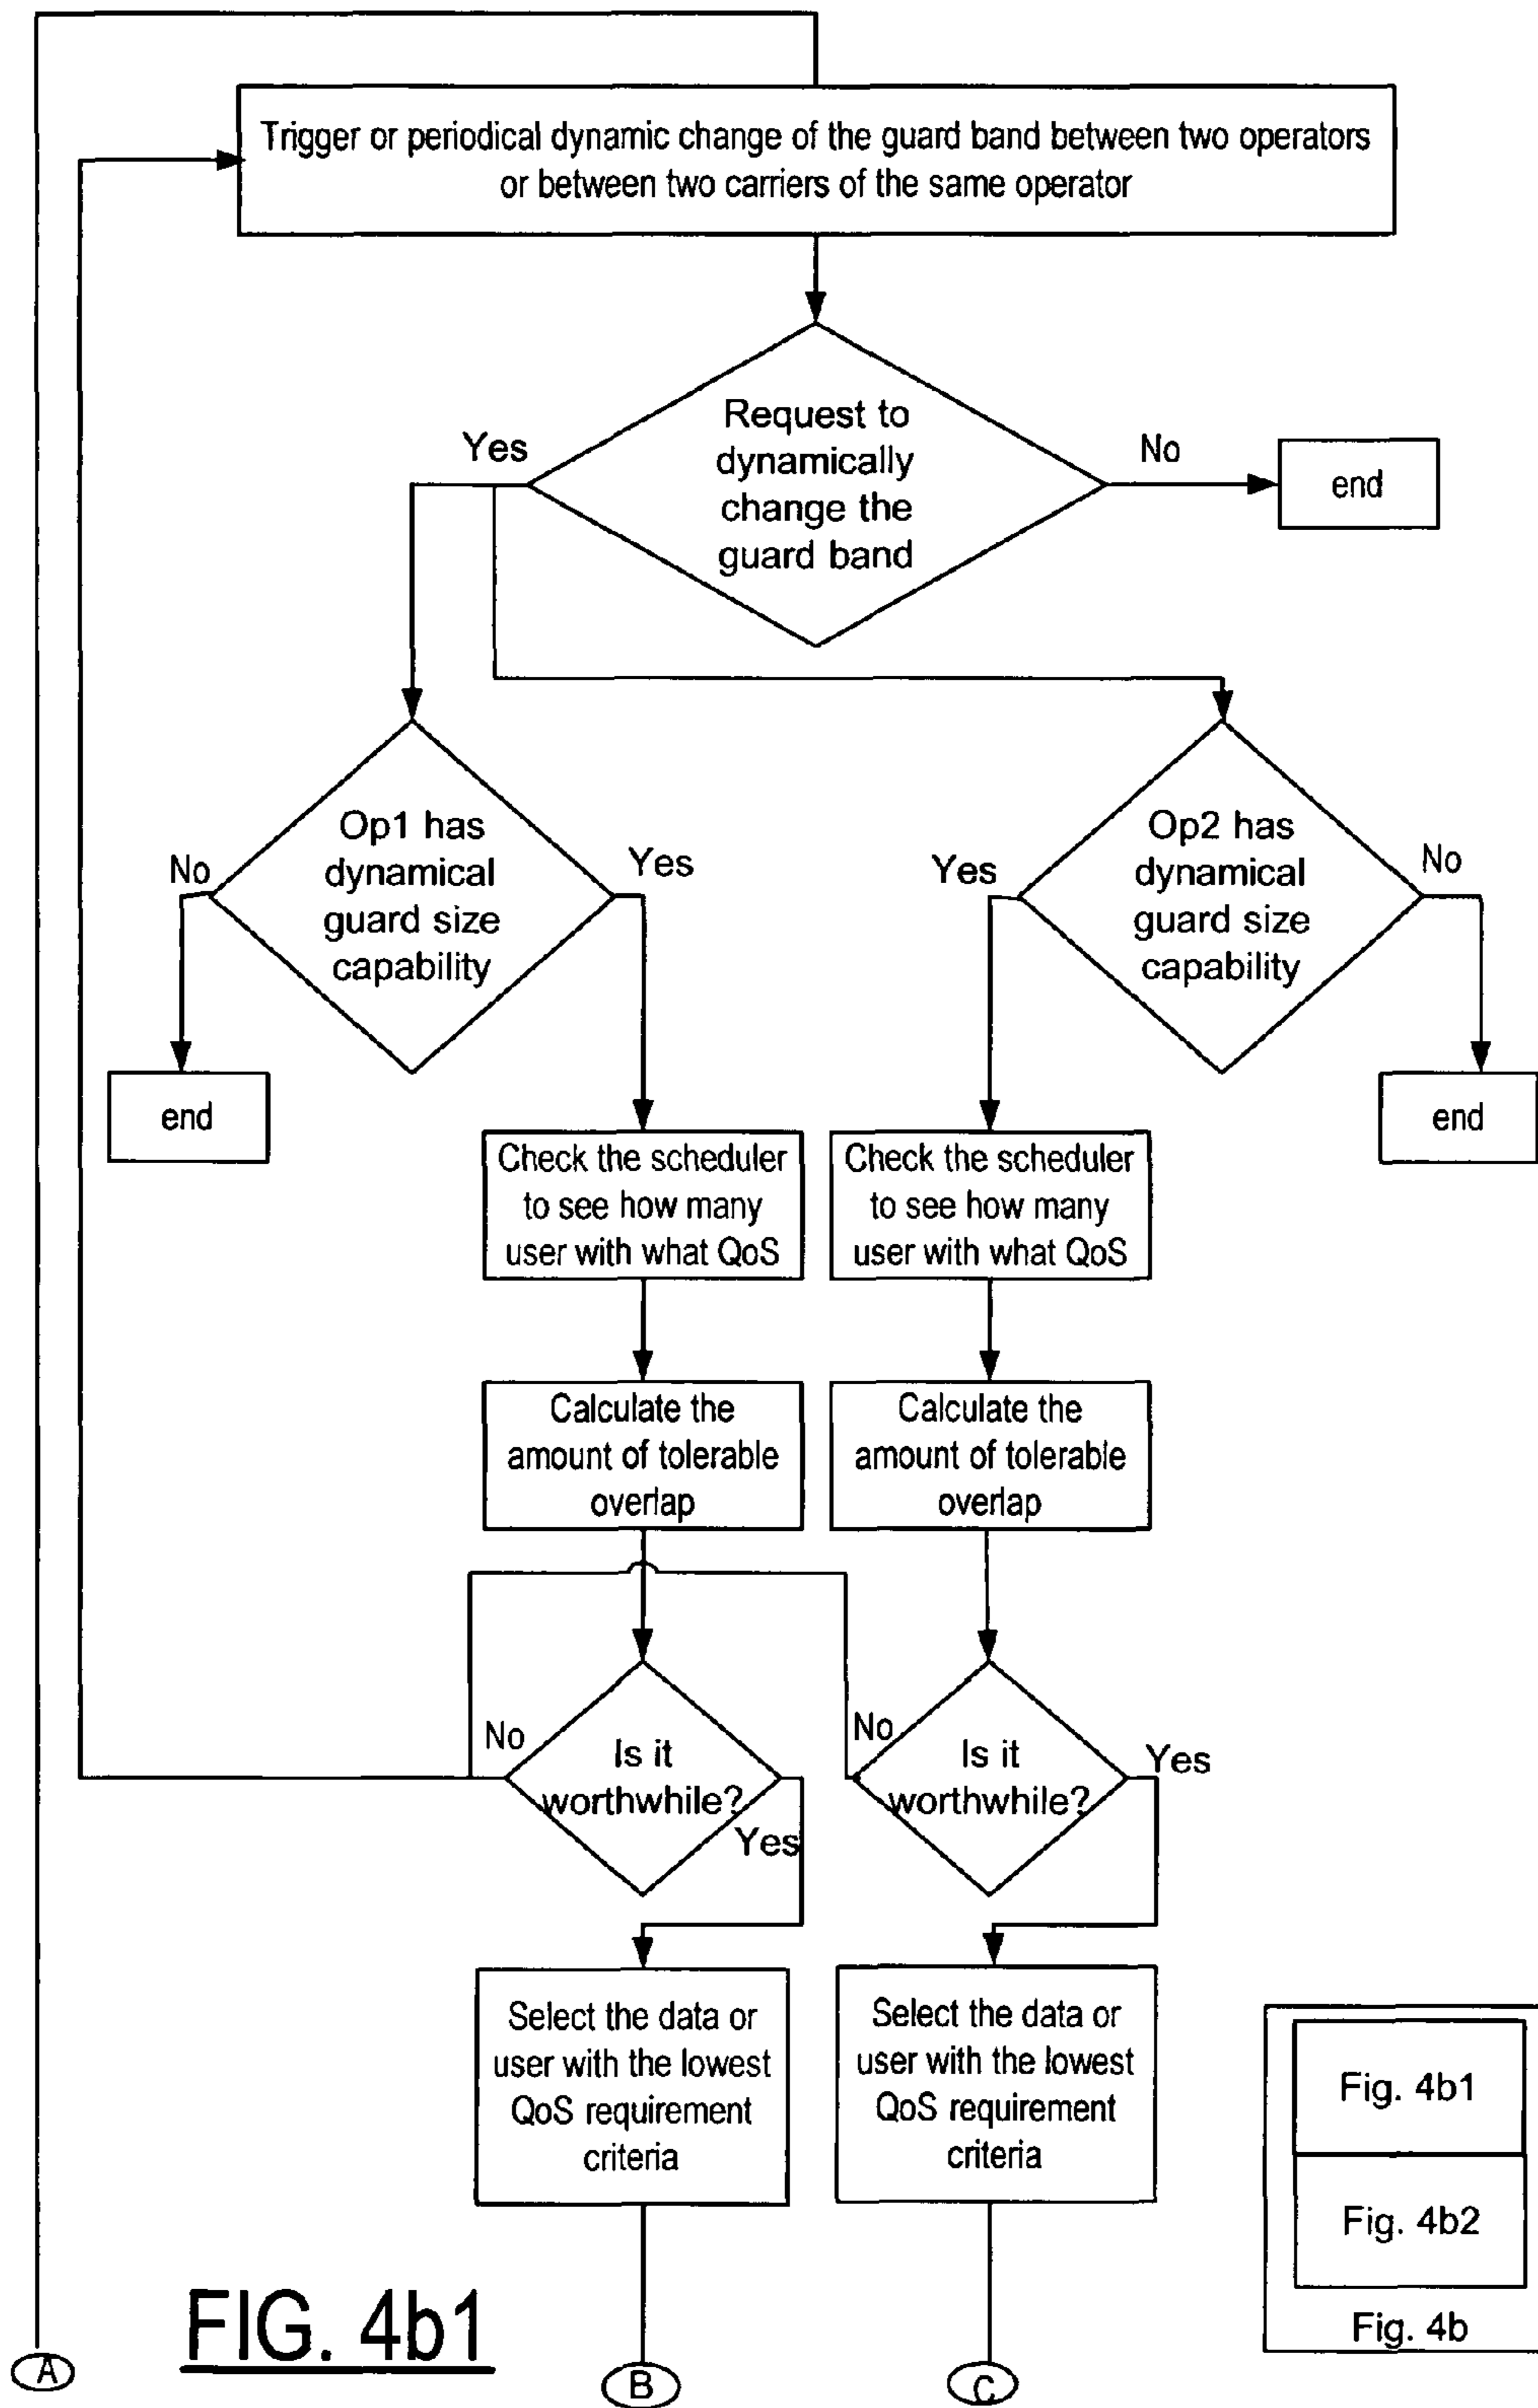 Trigger or periodical dynamic change of the guard band between two operators
or between two carriers of the same operator
Request to
dynamically
change the
guard band
Yes
No
end
Op1 has
dynamical
guard size
capability
No
Yes
Op2 has
dynamical
guard size
capability
Yes
No
end
end
Check the scheduler
to see how many
user with what QoS
Check the scheduler
to see how many
user with what QoS
Calculate the
amount of tolerable
overlap
Calculate the
amount of tolerable
overlap
No
Is it
worthwhile?
Yes
No
Is it
worthwhile?
Yes
Select the data or
user with the lowest
QoS requirement
criteria
Select the data or
user with the lowest
QoS requirement
criteria
Fig. 4b1
Fig. 4b2
Fig. 4b
FIG. 4b1
A
B
C